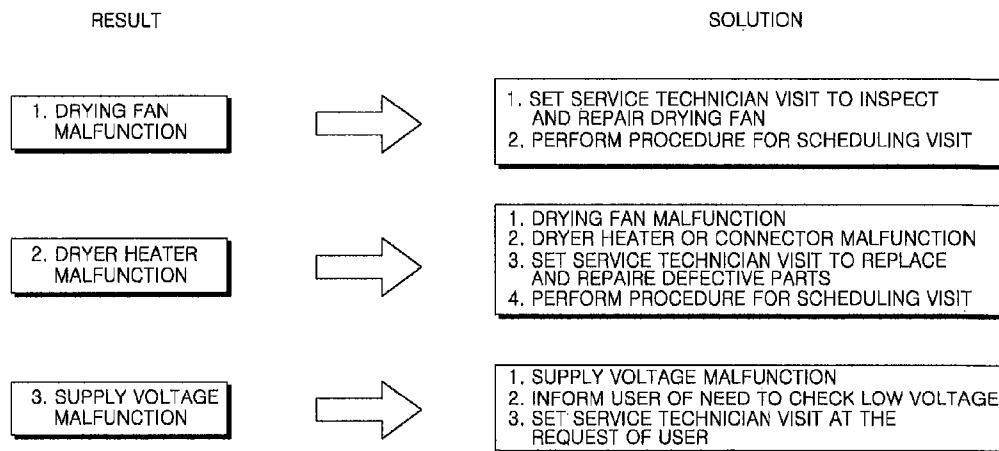 RESULT
SOLUTION
1. DRYING FAN
MALFUNCTION
1. SET SERVICE TECHNICIAN VISIT TO INSPECT
AND REPAIR DRYING FAN
2. PERFORM PROCEDURE FOR SCHEDULING VISIT
2. DRYER HEATER
MALFUNCTION
1. DRYING FAN MALFUNCTION
2. DRYER HEATER OR CONNECTOR MALFUNCTION
3. SET SERVICE TECHNICIAN VISIT TO REPLACE
AND REPAIRE DEFECTIVE PARTS
4. PERFORM PROCEDURE FOR SCHEDULING VISIT
3. SUPPLY VOLTAGE
MALFUNCTION
1. SUPPLY VOLTAGE MALFUNCTION
2. INFORM USER OF NEED TO CHECK LOW VOLTAGE
3. SET SERVICE TECHNICIAN VISIT AT THE
REQUEST OF USER